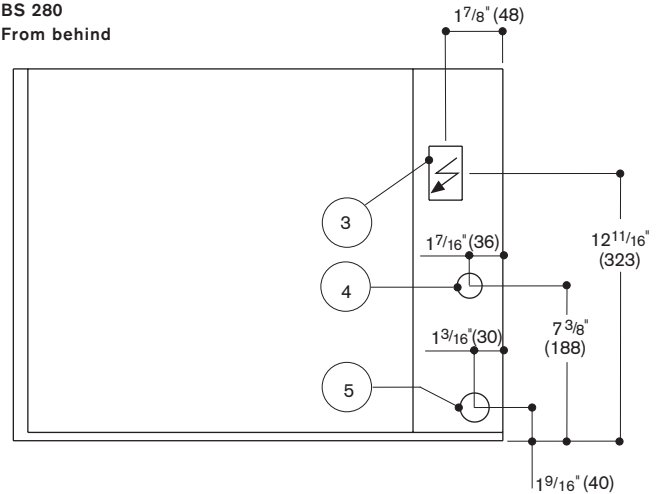 BS 280
From behind
1 7/8" (48)
3
12 11/16"
(323)
1 7/16" (36)
4
7 3/8"
(188)
1 3/16" (30)
5
1 9/16" (40)